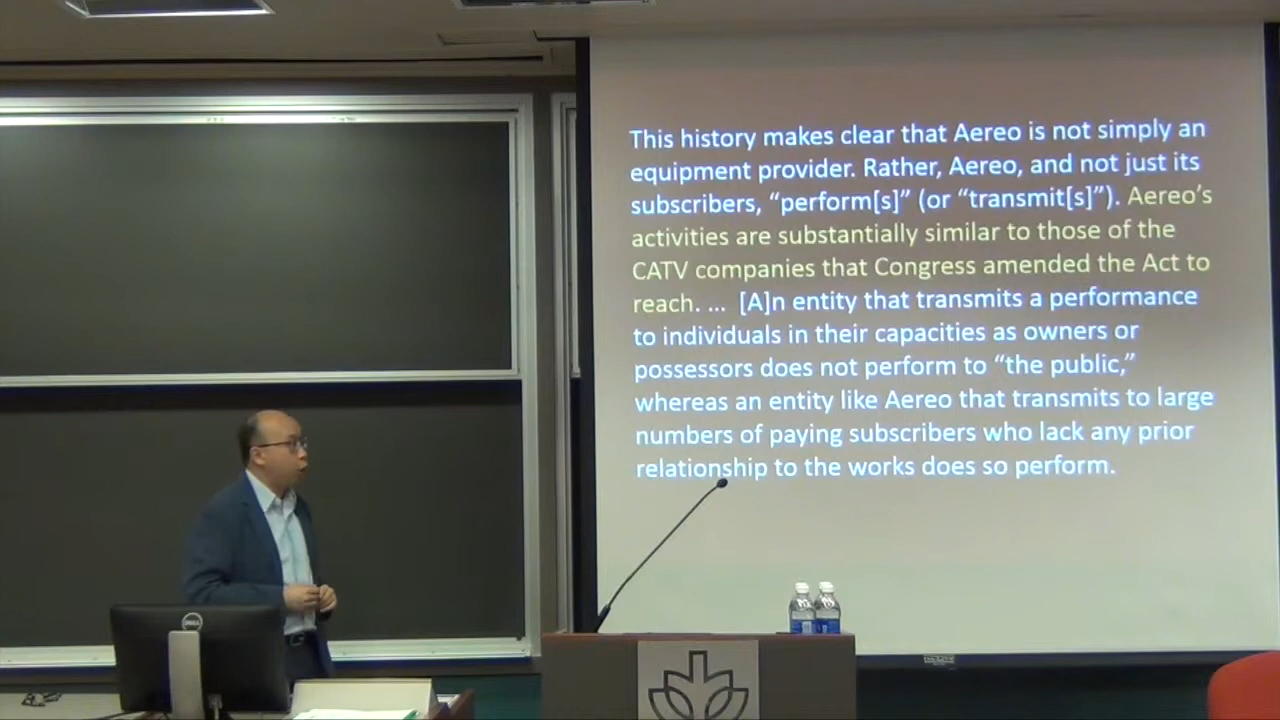 This history makes clear that Aereo is not simply an
equipment provider. Rather, Aereo, and not just its
subscribers, “perform[s]” (or “transmit[s]”). Aereo’s
activities are substantially similar to those of the
CATV companies that Congress amended the Act to
reach. … [A]n entity that transmits a performance
to individuals in their capacities as owners or
possessors does not perform to “the public,”
whereas an entity like Aereo that transmits to large
numbers of paying subscribers who lack any prior
relationship to the works does so perform.
DELL